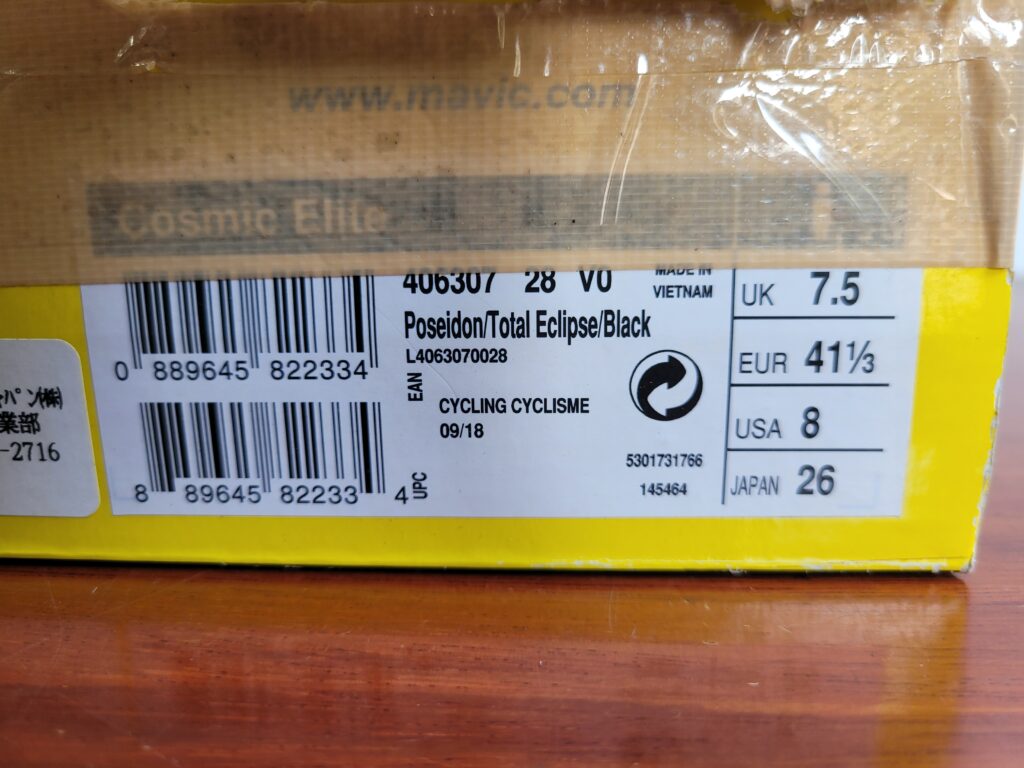 www.mavic.com
Cosmic Elite
406307 28 V0
MADE IN
VIETNAM
Poseidon/Total Eclipse/Black
L4063070028
EAN
0 889645 822334
CYCLING CYCLISME
09/18
8 89645 82233 4
UPC
5301731766
145464
UK 7.5
EUR 41⅓
USA 8
JAPAN 26
パン㈱
業部
-2716